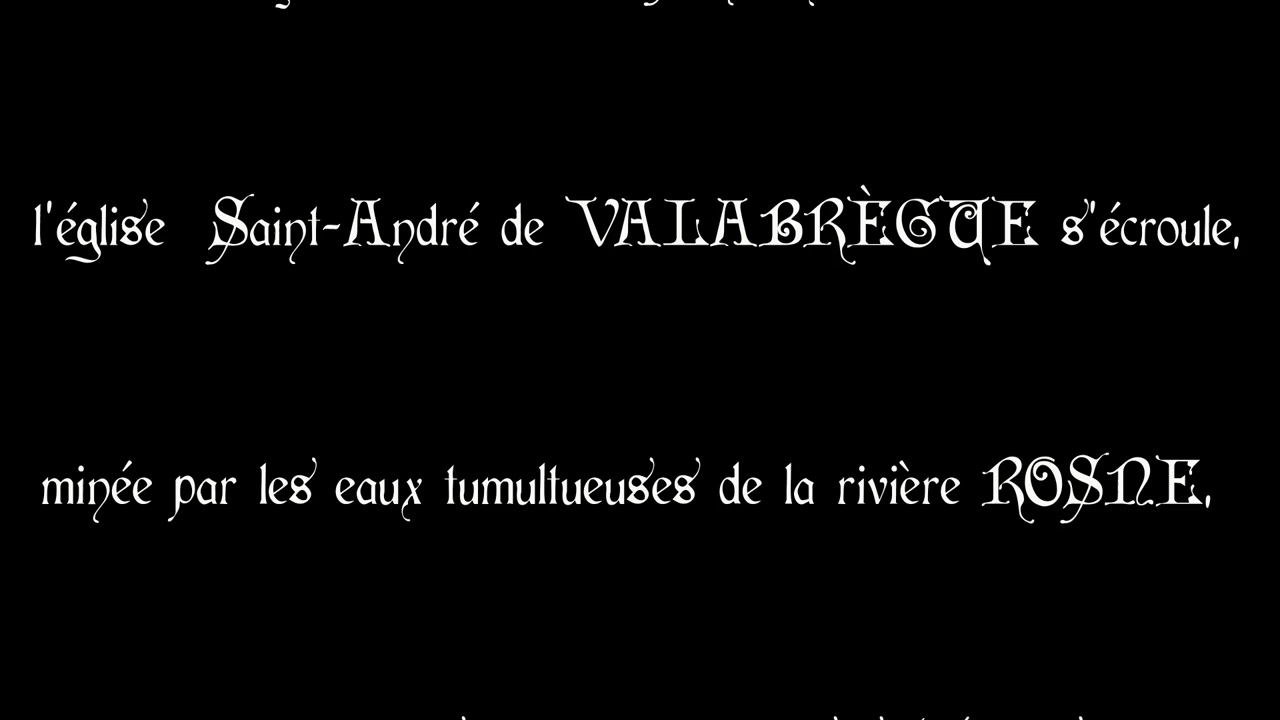 l'église Saint-André de VALABRÈGUE s'écroule,
minée par les eaux tumultueuses de la rivière ROSNE,